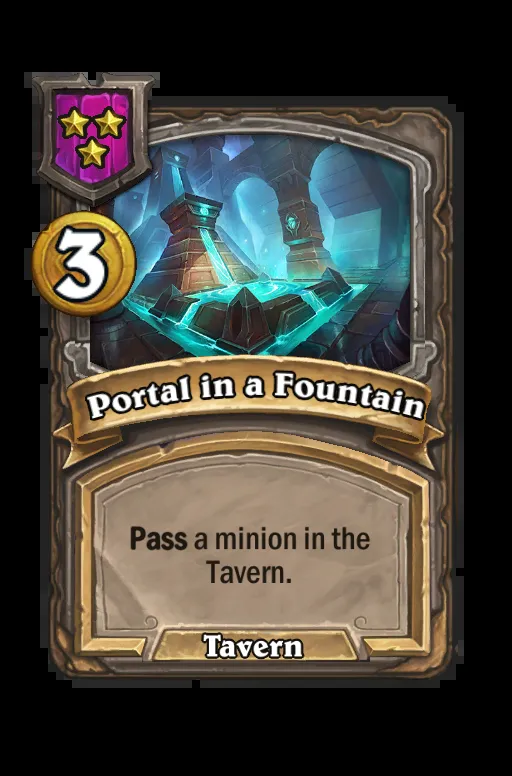 3
Portal in a Fountain
Pass a minion in the
Tavern.
Tavern